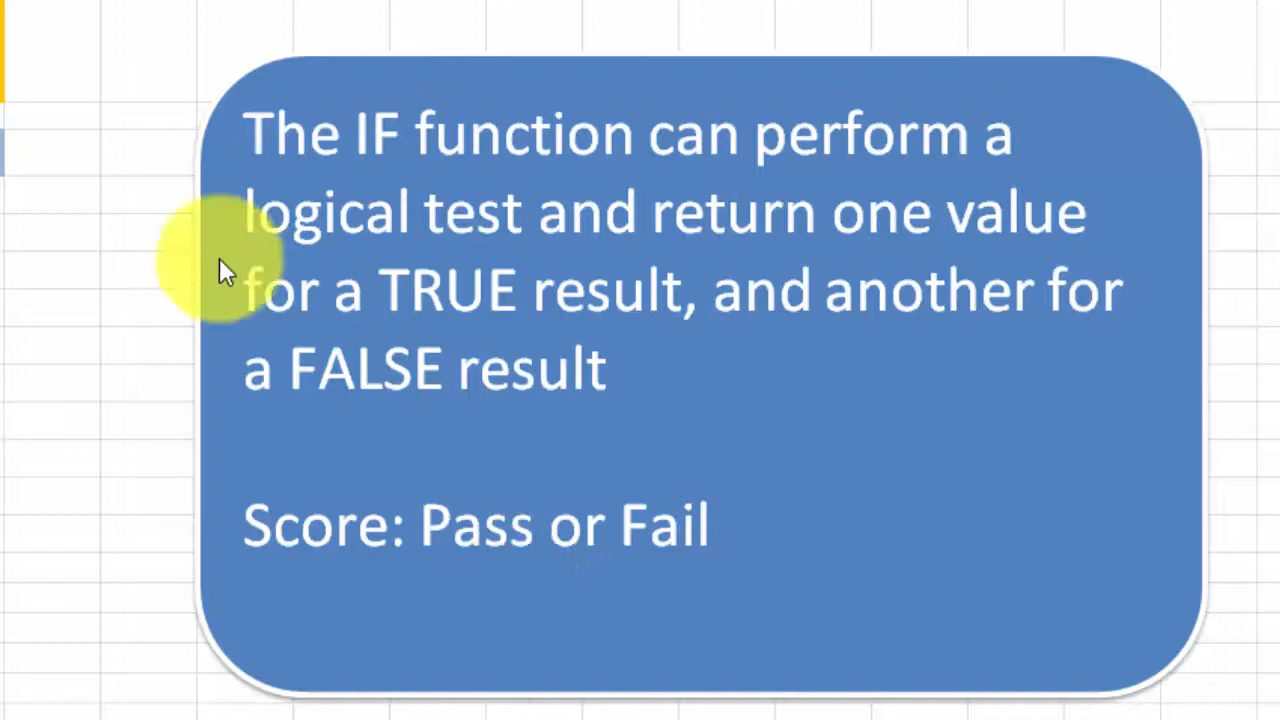 The IF function can perform a
logical test and return one value
for a TRUE result, and another for
a FALSE result
Score: Pass or Fail